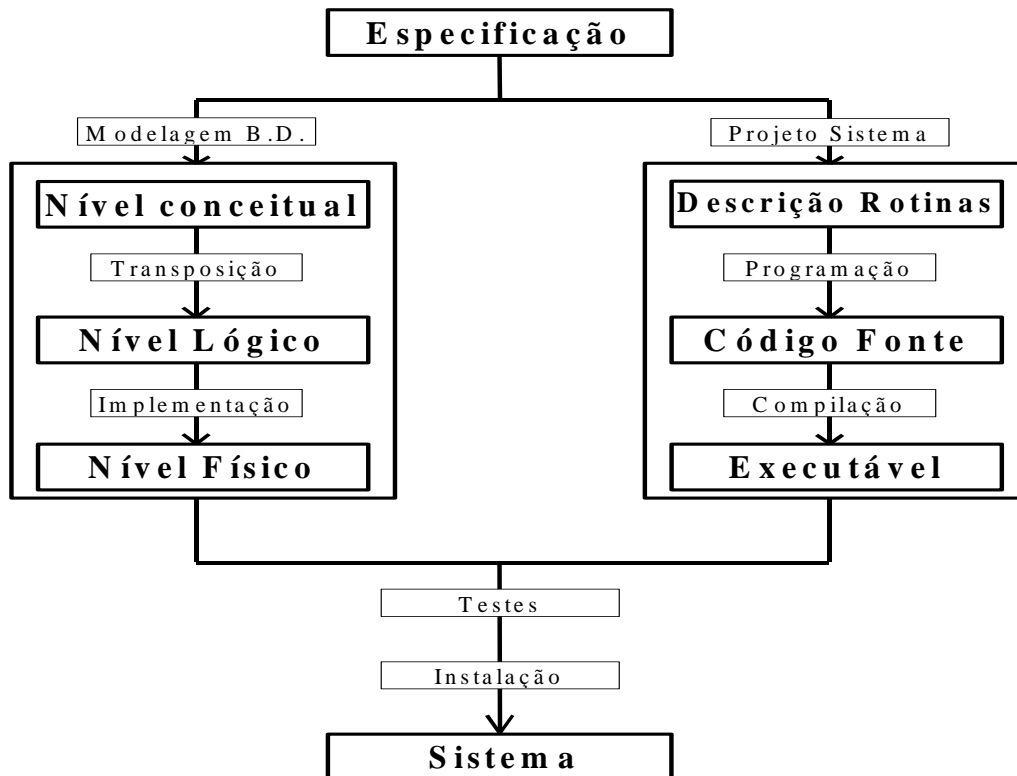 Especificação
Modelagem B.D.
Projeto Sistema
Nível conceitual
Descrição Rotinas
Transposição
Programação
Nível Lógico
Código Fonte
Implementação
Compilação
Nível Físico
Executável
Testes
Instalação
Sistema